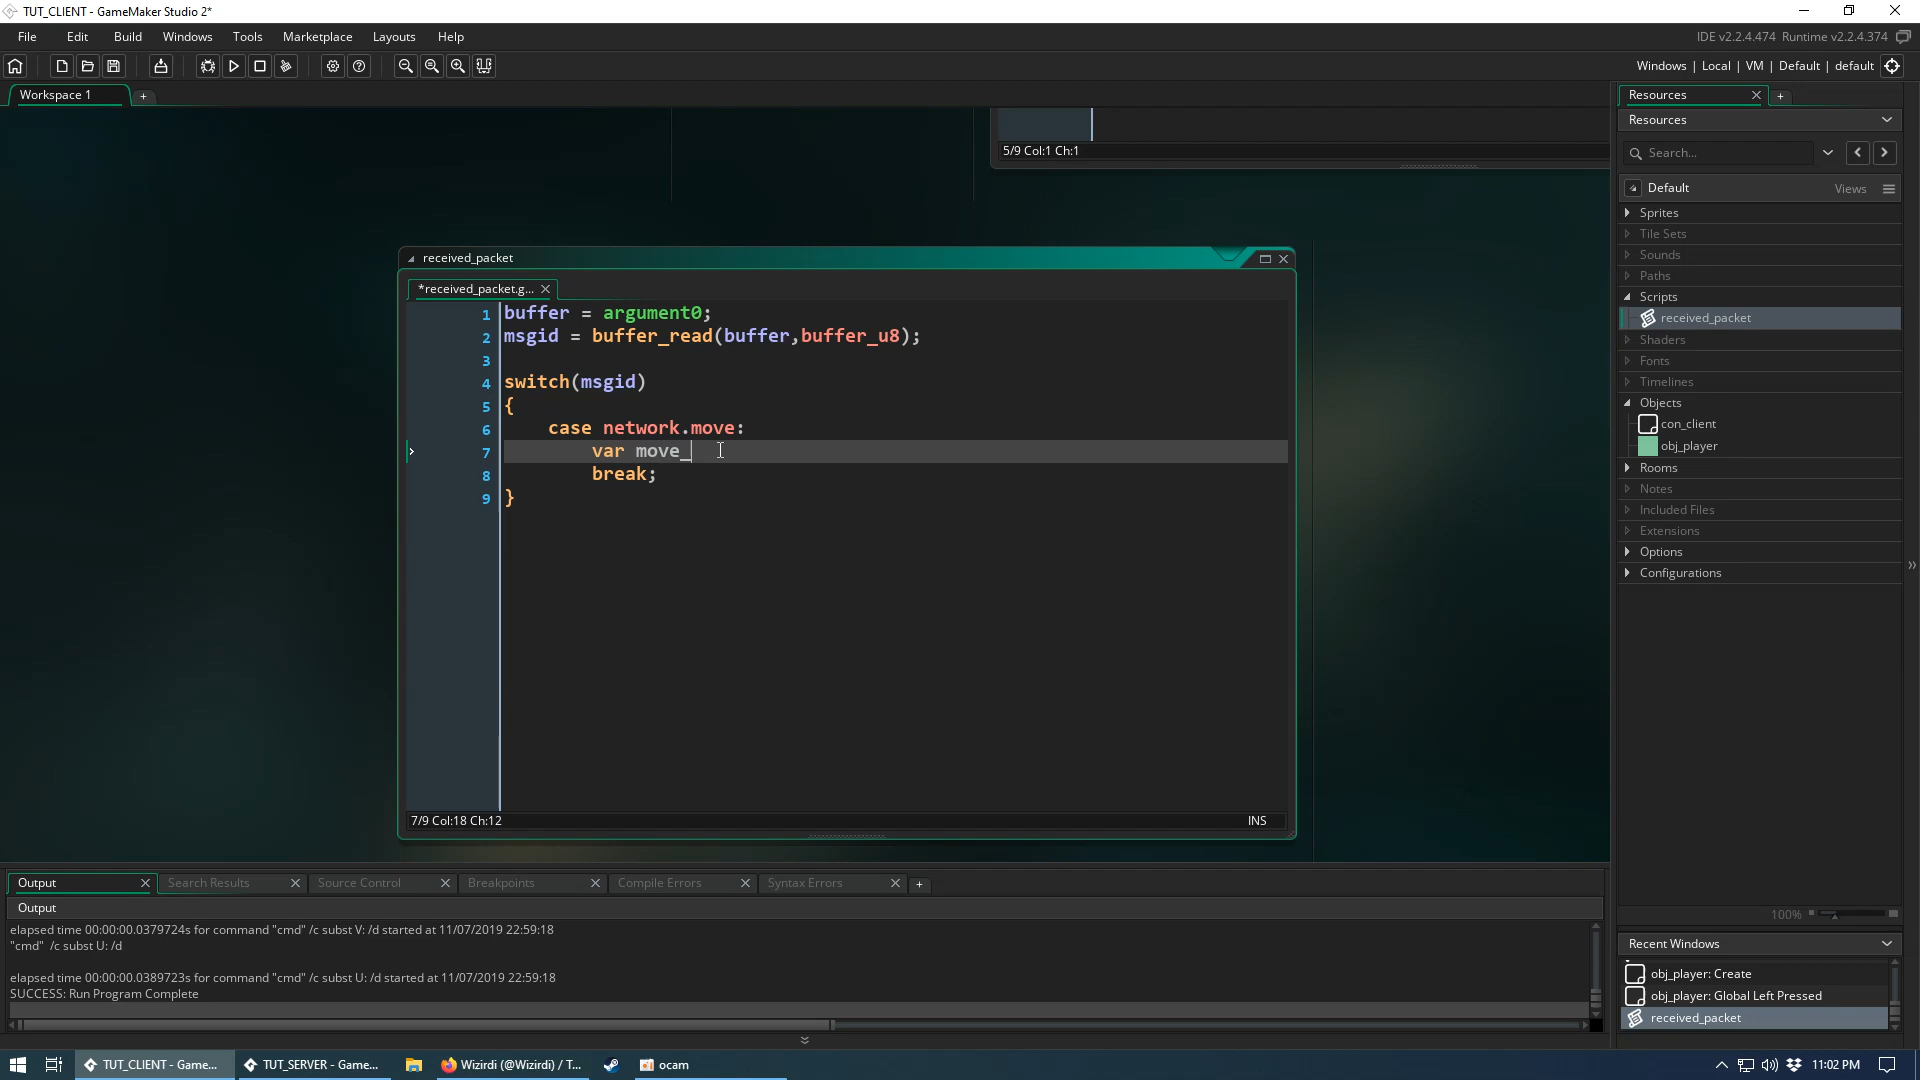 TUT_CLIENT - GameMaker Studio 2*
File Edit Build Windows Tools Marketplace Layouts Help
IDE v2.2.4.474 Runtime v2.2.4.374
Windows | Local | VM | Default | default
Workspace 1 +
Resources
Resources
Search...
Default Views
Sprites
Tile Sets
Sounds
Paths
Scripts
received_packet
Shaders
Fonts
Timelines
Objects
con_client
obj_player
Rooms
Notes
Included Files
Extensions
Options
Configurations
100%
Recent Windows
obj_player: Create
obj_player: Global Left Pressed
received_packet
5/9 Col:1 Ch:1
received_packet
*received_packet.g...
1 buffer = argument0;
2 msgid = buffer_read(buffer,buffer_u8);
3
4 switch(msgid)
5 {
6 case network.move:
7 var move_
8 break;
9 }
7/9 Col:18 Ch:12 INS
Output Search Results Source Control Breakpoints Compile Errors Syntax Errors +
Output
elapsed time 00:00:00.0379724s for command "cmd" /c subst V: /d started at 11/07/2019 22:59:18
"cmd" /c subst U: /d
elapsed time 00:00:00.0389723s for command "cmd" /c subst U: /d started at 11/07/2019 22:59:18
SUCCESS: Run Program Complete
TUT_CLIENT - Game... TUT_SERVER - Game... Wizirdi (@Wizirdi) / T... ocam 11:02 PM